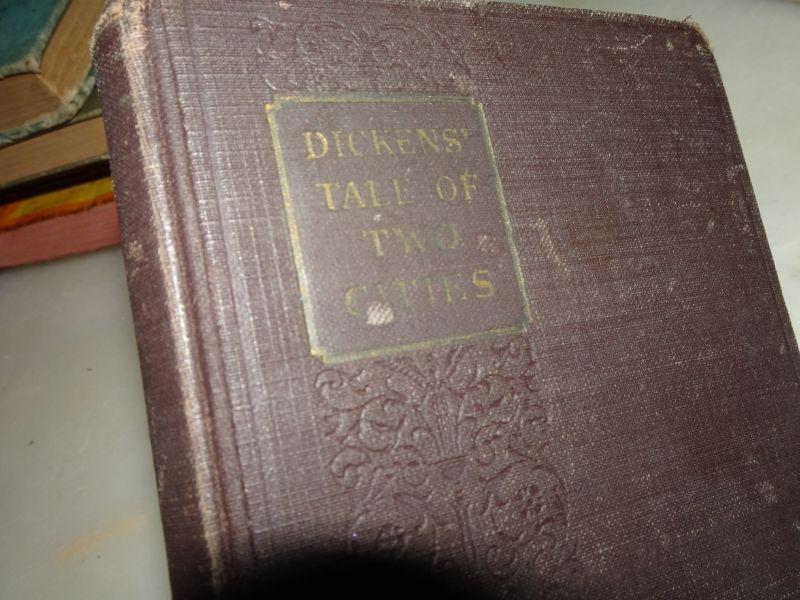 DICKENS'
TALE OF
TWO
CITIES